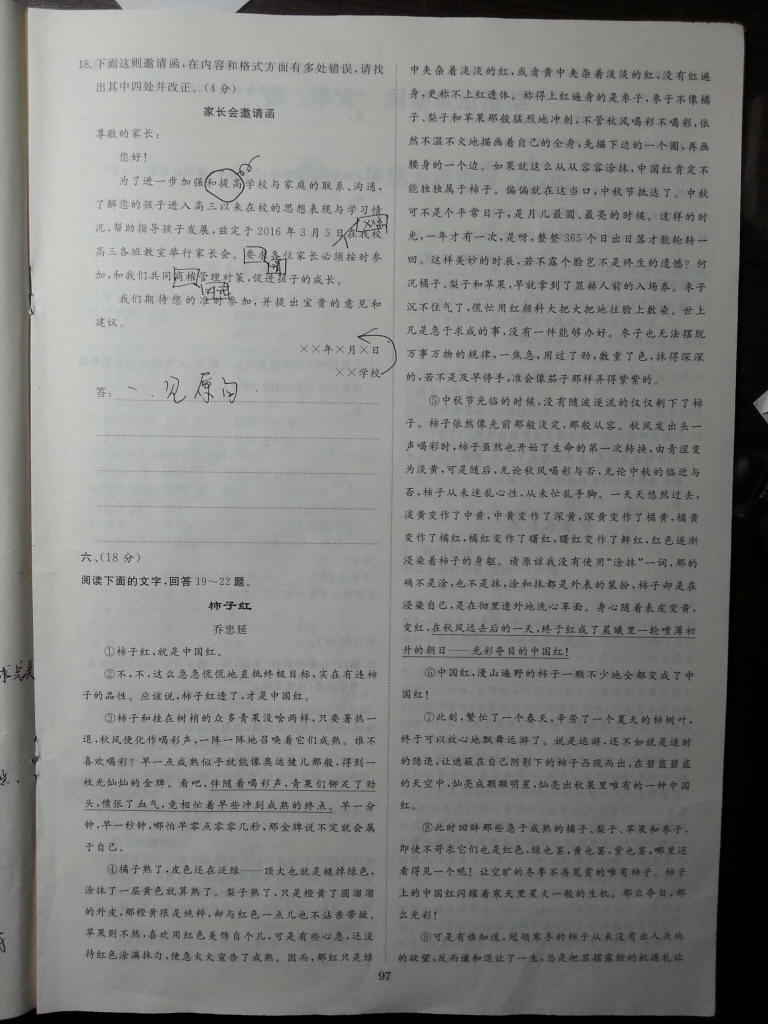 18.下面这则邀请函,在内容和格式方面有多处错误,请找
出其中四处并改正。(4分)
家长会邀请函
尊敬的家长:
您好!
为了进一步加强和提高学校与家庭的联系、沟通,
了解您的孩子进入高三以来在校的思想表现与学习情
况,帮助指导孩子发展,兹定于2016年3月5日在我校
高三各班教室举行家长会。要求各位家长必须按时参
加,和我们共同商榷管理对策,促进孩子的成长。
我们期待您的准时参加,并提出宝贵的意见和
建议。
××年×月×日
××学校
答:一、见原句
六、(18分)
阅读下面的文字,回答19~22题。
柿子红
乔忠延
①柿子红,就是中国红。
②不,不,这么急急慌慌地直抵终极目标,实在有违柿
子的品性。应该说,柿子红透了,才是中国红。
③柿子和挂在树梢的众多青果没啥两样,只要暑热一
退,秋风便化作喝彩声,一阵一阵地召唤着它们成熟。谁不
喜欢喝彩?早一点成熟似乎就能像奥运健儿那般,得到一
枚光灿灿的金牌。看吧,伴随着喝彩声,青果们铆足了劲
头,偾张了血气,竞相忙着早些冲到成熟的终点。早一分
钟,早一秒钟,哪怕早零点零零几秒,那金牌说不定就会属
于自己。
④橘子熟了,皮色还在泛绿——顶大也就是褪掉绿色,
涂抹了一层黄色就算熟了。梨子熟了,只是橙黄了圆溜溜
的外皮,那橙黄很是纯粹,却与红色一点儿也不沾亲带故。
苹果则不然,喜欢用红色美饰自个儿,可是有些心急,还没
待红色涂满抹匀,便急火火宣告了成熟。因而,那红只是绿
中夹杂着淡淡的红,或者黄中夹杂着淡淡的红,没有红遍
身,更称不上红透体。称得上红遍身的是枣子,枣子不像橘
子、梨子和苹果那般猛烈地冲刺,不管秋风喝彩不喝彩,依
然不温不火地描画着自己的全身,先描下边的一个圈,再画
腰身的一个边。如果就这么从从容容涂抹,中国红肯定不
能独独属于柿子。偏偏就在这当口,中秋节抵达了。中秋
可不是个平常日子,是月儿最圆、最亮的时候。这样的时
光,一年才有一次,是呀,整整365个日出日落才能轮转一
回。这样美妙的时辰,若不露个脸岂不是终生的遗憾?何
况橘子、梨子和苹果,早就拿到了显赫人前的入场券。枣子
沉不住气了,慌忙用红颜料大把大把地往脸上敷染。世上
凡是急于求成的事,没有一件能够办好。枣子也无法摆脱
万事万物的规律,一焦急,用过了劲,敷重了色,抹得深深
的,若不是及早停手,准会像茄子那样弄得紫紫的。
⑤中秋节光临的时候,没有随波逐流的仅仅剩下了柿
子。柿子依然像先前那般淡定,那般从容。秋风发出头一
声喝彩时,柿子虽然也开始了生命的第一次转换,由青涩变
为淡黄,可是随后,无论秋风喝彩与否,无论中秋的临近与
否,柿子从未迷乱心性,从未忙乱手脚。一天天悠然过去,
淡黄变作了中黄,中黄变作了深黄,深黄变作了橘黄,橘黄
变作了橘红,橘红变作了曙红,曙红变作了鲜红,红色逐渐
浸染着柿子的身躯。请原谅我没有使用“涂抹”一词,那的
确不是涂,也不是抹,涂和抹都是外表的装扮,柿子却是在
浸染自己,是在彻里透外地洗心革面。身心随着表皮变黄,
变红,在秋风远去后的一天,终于红成了晨曦里一轮喷薄初
升的朝日——光彩夺目的中国红!
⑥中国红,漫山遍野的柿子一颗不少地全都变成了中
国红!
⑦此刻,繁忙了一个春天,辛劳了一个夏天的柿树叶,
终于可以放心地飘舞远游了。说是远游,还不如说是适时
的隐退,让遮蔽在自己阴影下的柿子凸现而出,在碧蓝碧蓝
的天空中,灿亮成颗颗明星,灿亮出秋果里唯有的一种中国
红。
⑧此时回眸那些急于成熟的橘子、梨子、苹果和枣子,
即使不苛求它们也是红色,绿也罢,黄也罢,紫也罢,哪里还
看得见一个呢!让空旷的冬季不再荒贫的唯有柿子。柿子
上的中国红闪耀着寒天里星火一般的生机。那么夺目,那
么光彩!
⑨可是有谁知道,冠领寒冬的柿子从来没有出人头地
的欲望,反而谦和退让了一生,总是把显摆露脸的机遇礼让
97